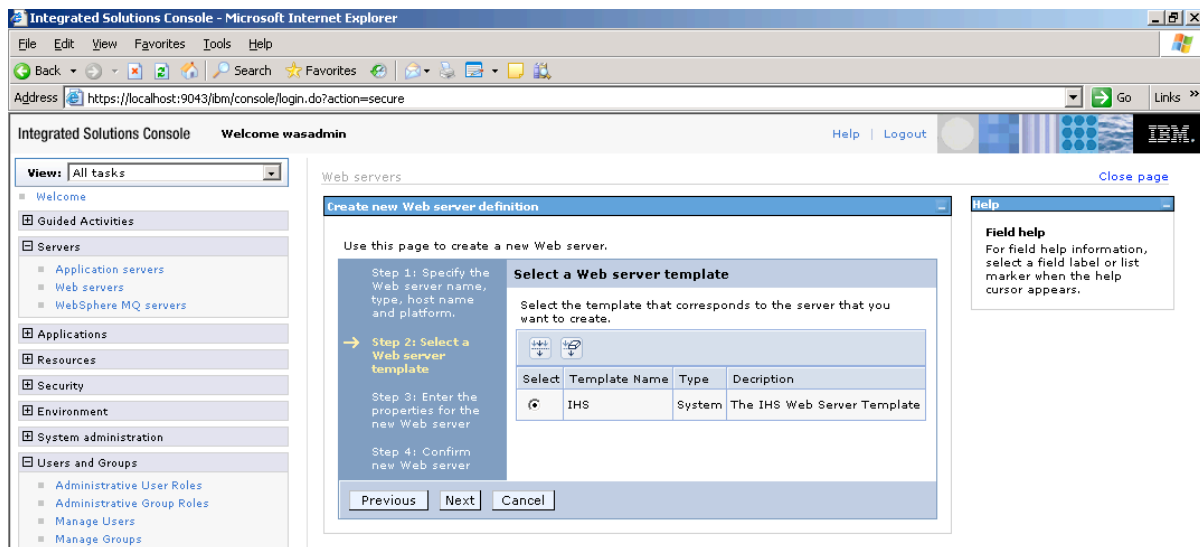 Integrated Solutions Console - Microsoft Internet Explorer
File Edit View Favorites Tools Help
Back Search Favorites
Address https://localhost:9043/ibm/console/login.do?action=secure Go Links »
Integrated Solutions Console Welcome wasadmin Help | Logout IBM.
View: All tasks
Web servers Close page
Welcome
Guided Activities
Servers
Application servers
Web servers
WebSphere MQ servers
Applications
Resources
Security
Environment
System administration
Users and Groups
Administrative User Roles
Administrative Group Roles
Manage Users
Manage Groups
Create new Web server definition
Use this page to create a new Web server.
Step 1: Specify the
Web server name,
type, host name
and platform.
Step 2: Select a
Web server
template
Step 3: Enter the
properties for the
new Web server
Step 4: Confirm
new Web server
Select a Web server template
Select the template that corresponds to the server that you
want to create.
Select Template Name Type Decription
IHS System The IHS Web Server Template
Previous Next Cancel
Help
Field help
For field help information,
select a field label or list
marker when the help
cursor appears.